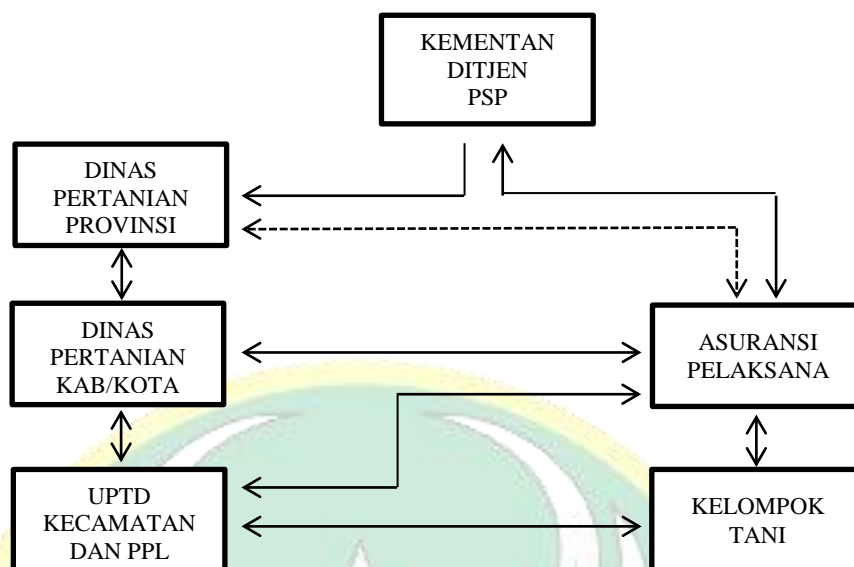 KEMENTAN
DITJEN
PSP
DINAS
PERTANIAN
PROVINSI
DINAS
PERTANIAN
KAB/KOTA
ASURANSI
PELAKSANA
UPTD
KECAMATAN
DAN PPL
KELOMPOK
TANI